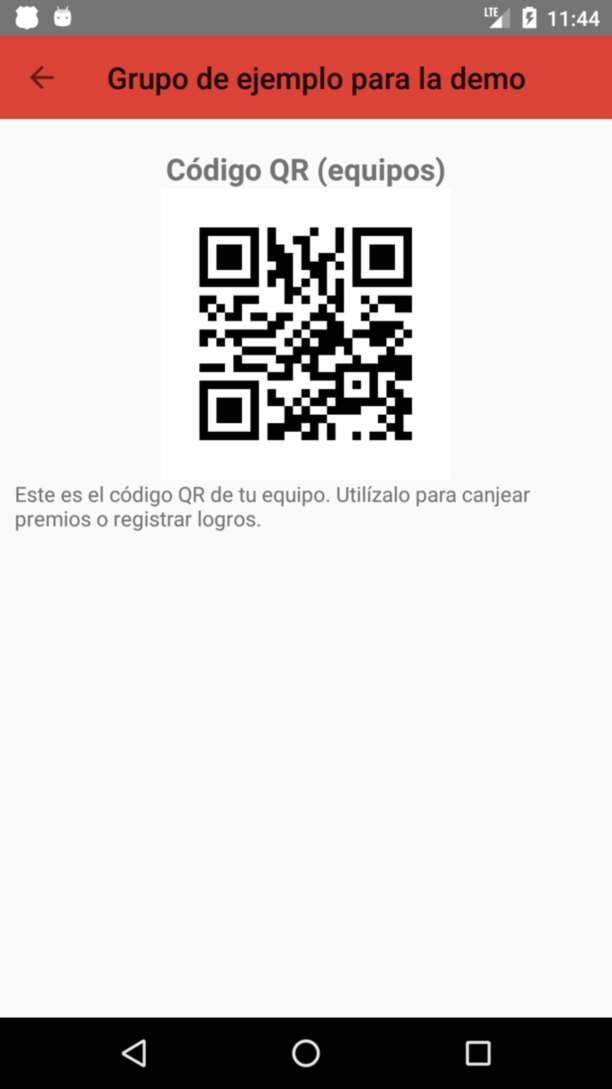 LTE 11:44
Grupo de ejemplo para la demo
Código QR (equipos)
Este es el código QR de tu equipo. Utilízalo para canjear
premios o registrar logros.